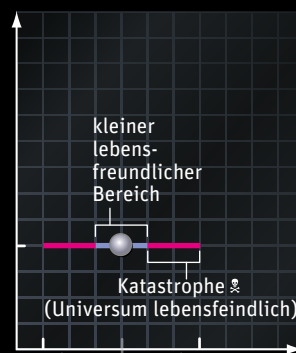 kleiner
lebens-
freundlicher
Bereich
Katastrophe ☠
(Universum lebensfeindlich)